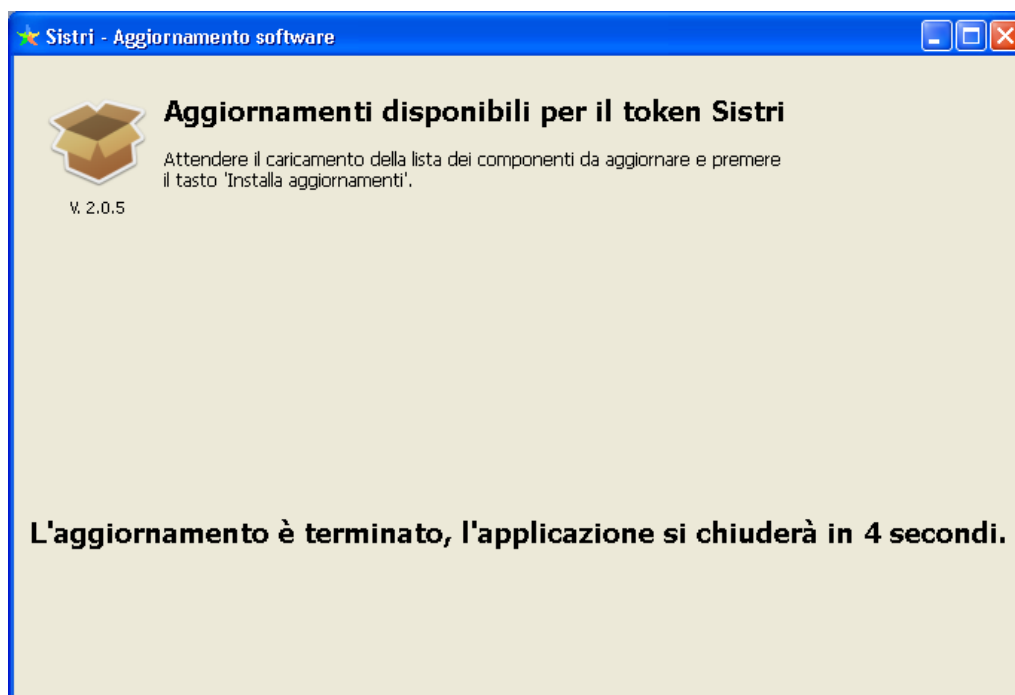 Sistri - Aggiornamento software
Aggiornamenti disponibili per il token Sistri
Attendere il caricamento della lista dei componenti da aggiornare e premere
il tasto 'Installa aggiornamenti'.
V. 2.0.5
L'aggiornamento è terminato, l'applicazione si chiuderà in 4 secondi.